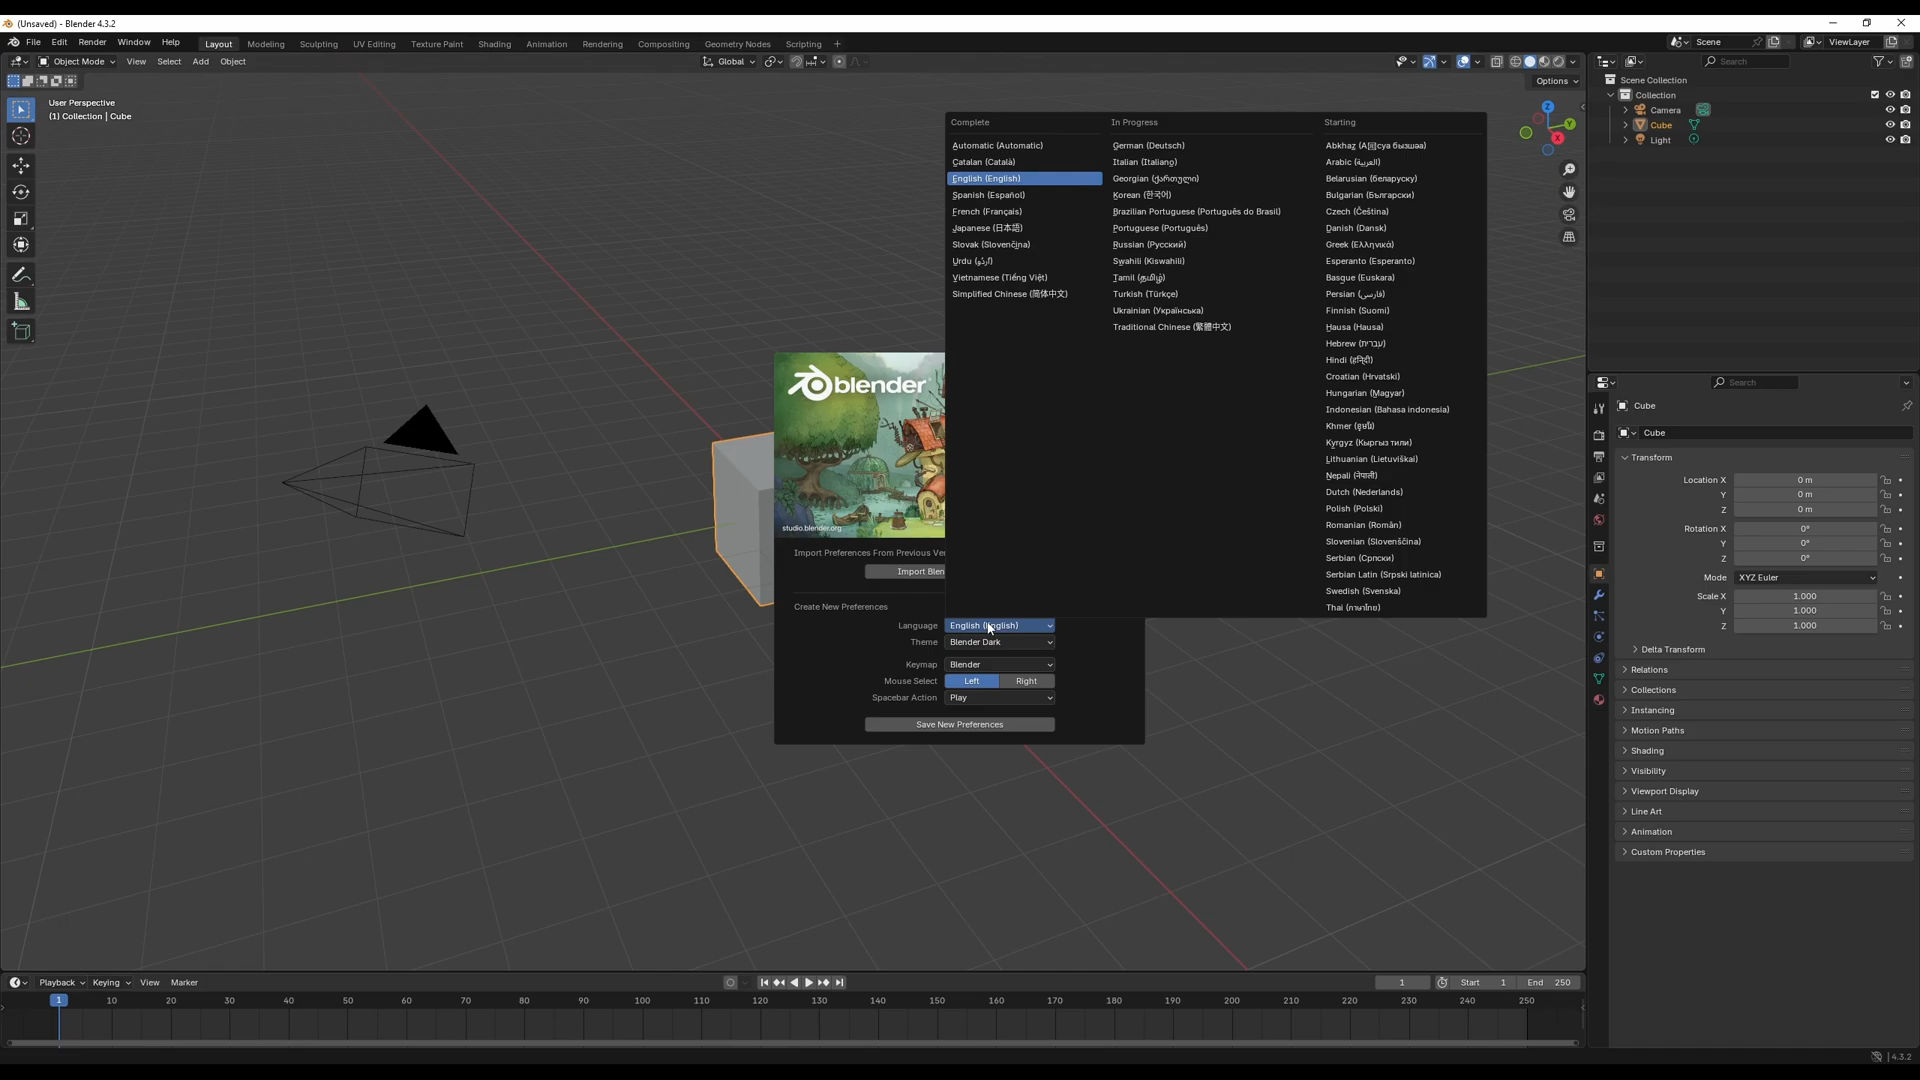 (Unsaved) - Blender 4.3.2
File Edit Render Window Help
Layout Modeling Sculpting UV Editing Texture Paint Shading Animation Rendering Compositing Geometry Nodes Scripting +
Scene
ViewLayer
Object Mode View Select Add Object
Global
Search
Options
User Perspective
(1) Collection | Cube
Z
Y
X
Scene Collection
Collection
Camera
Cube
Light
Complete
Automatic (Automatic)
Catalan (Català)
English (English)
Spanish (Español)
French (Français)
Japanese (日本語)
Slovak (Slovenčina)
Urdu (اُردُو)
Vietnamese (Tiếng Việt)
Simplified Chinese (简体中文)
In Progress
German (Deutsch)
Italian (Italiano)
Georgian (ქართული)
Korean (한국어)
Brazilian Portuguese (Português do Brasil)
Portuguese (Português)
Russian (Русский)
Swahili (Kiswahili)
Tamil (தமிழ்)
Turkish (Türkçe)
Ukrainian (Українська)
Traditional Chinese (繁體中文)
Starting
Abkhaz
Arabic (العربية)
Belarusian (беларуску)
Bulgarian (Български)
Czech (Čeština)
Danish (Dansk)
Greek (Ελληνικά)
Esperanto (Esperanto)
Basque (Euskara)
Persian (فارسی)
Finnish (Suomi)
Hausa (Hausa)
Hebrew (עברית)
Hindi (हिन्दी)
Croatian (Hrvatski)
Hungarian (Magyar)
Indonesian (Bahasa indonesia)
Khmer
Kyrgyz (Кыргыз тили)
Lithuanian (Lietuviškai)
Nepali (नेपाली)
Dutch (Nederlands)
Polish (Polski)
Romanian (Român)
Slovenian (Slovenščina)
Serbian (Српски)
Serbian Latin (Srpski latinica)
Swedish (Svenska)
Thai (ภาษาไทย)
blender
studio.blender.org
Import Preferences From Previous Ve
Import Blen
Create New Preferences
Language English (English)
Theme Blender Dark
Keymap Blender
Mouse Select Left Right
Spacebar Action Play
Save New Preferences
Search
Cube
Cube
Transform
Location X 0 m
Y 0 m
Z 0 m
Rotation X 0°
Y 0°
Z 0°
Mode XYZ Euler
Scale X 1.000
Y 1.000
Z 1.000
Delta Transform
Relations
Collections
Instancing
Motion Paths
Shading
Visibility
Viewport Display
Line Art
Animation
Custom Properties
Playback Keying View Marker
1 Start 1 End 250
1 10 20 30 40 50 60 70 80 90 100 110 120 130 140 150 160 170 180 190 200 210 220 230 240 250
4.3.2